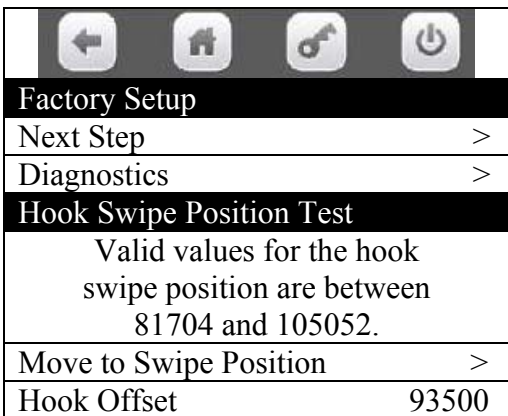 Factory Setup
Next Step >
Diagnostics >
Hook Swipe Position Test
Valid values for the hook
swipe position are between
81704 and 105052.
Move to Swipe Position >
Hook Offset 93500